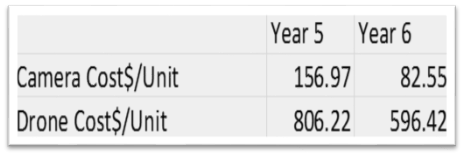 Year 5 Year 6
Camera Cost$/Unit 156.97 82.55
Drone Cost$/Unit 806.22 596.42